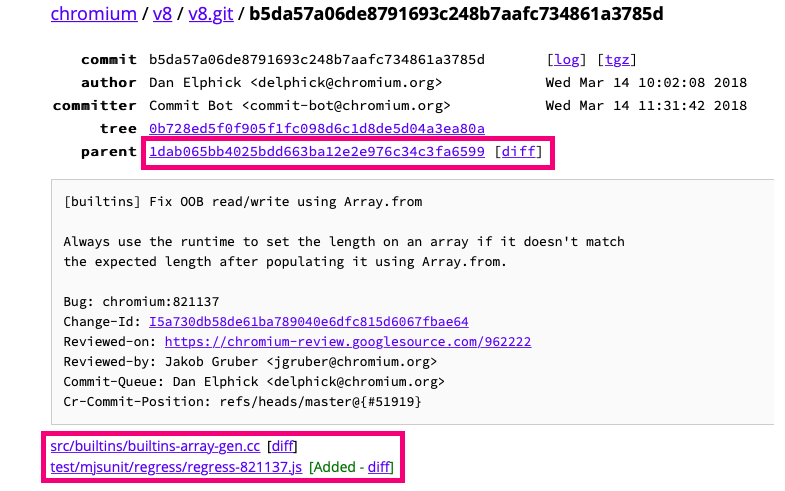 chromium / v8 / v8.git / b5da57a06de8791693c248b7aafc734861a3785d
commit b5da57a06de8791693c248b7aafc734861a3785d [log] [tgz]
author Dan Elphick <delphick@chromium.org> Wed Mar 14 10:02:08 2018
committer Commit Bot <commit-bot@chromium.org> Wed Mar 14 11:31:42 2018
tree 0b728ed5f0f905f1fc098d6c1d8de5d04a3ea80a
parent 1dab065bb4025bdd663ba12e2e976c34c3fa6599 [diff]
[builtins] Fix OOB read/write using Array.from
Always use the runtime to set the length on an array if it doesn't match
the expected length after populating it using Array.from.
Bug: chromium:821137
Change-Id: I5a730db58de61ba789040e6dfc815d6067fbae64
Reviewed-on: https://chromium-review.googlesource.com/962222
Reviewed-by: Jakob Gruber <jgruber@chromium.org>
Commit-Queue: Dan Elphick <delphick@chromium.org>
Cr-Commit-Position: refs/heads/master@{#51919}
src/builtins/builtins-array-gen.cc [diff]
test/mjsunit/regress/regress-821137.js [Added - diff]